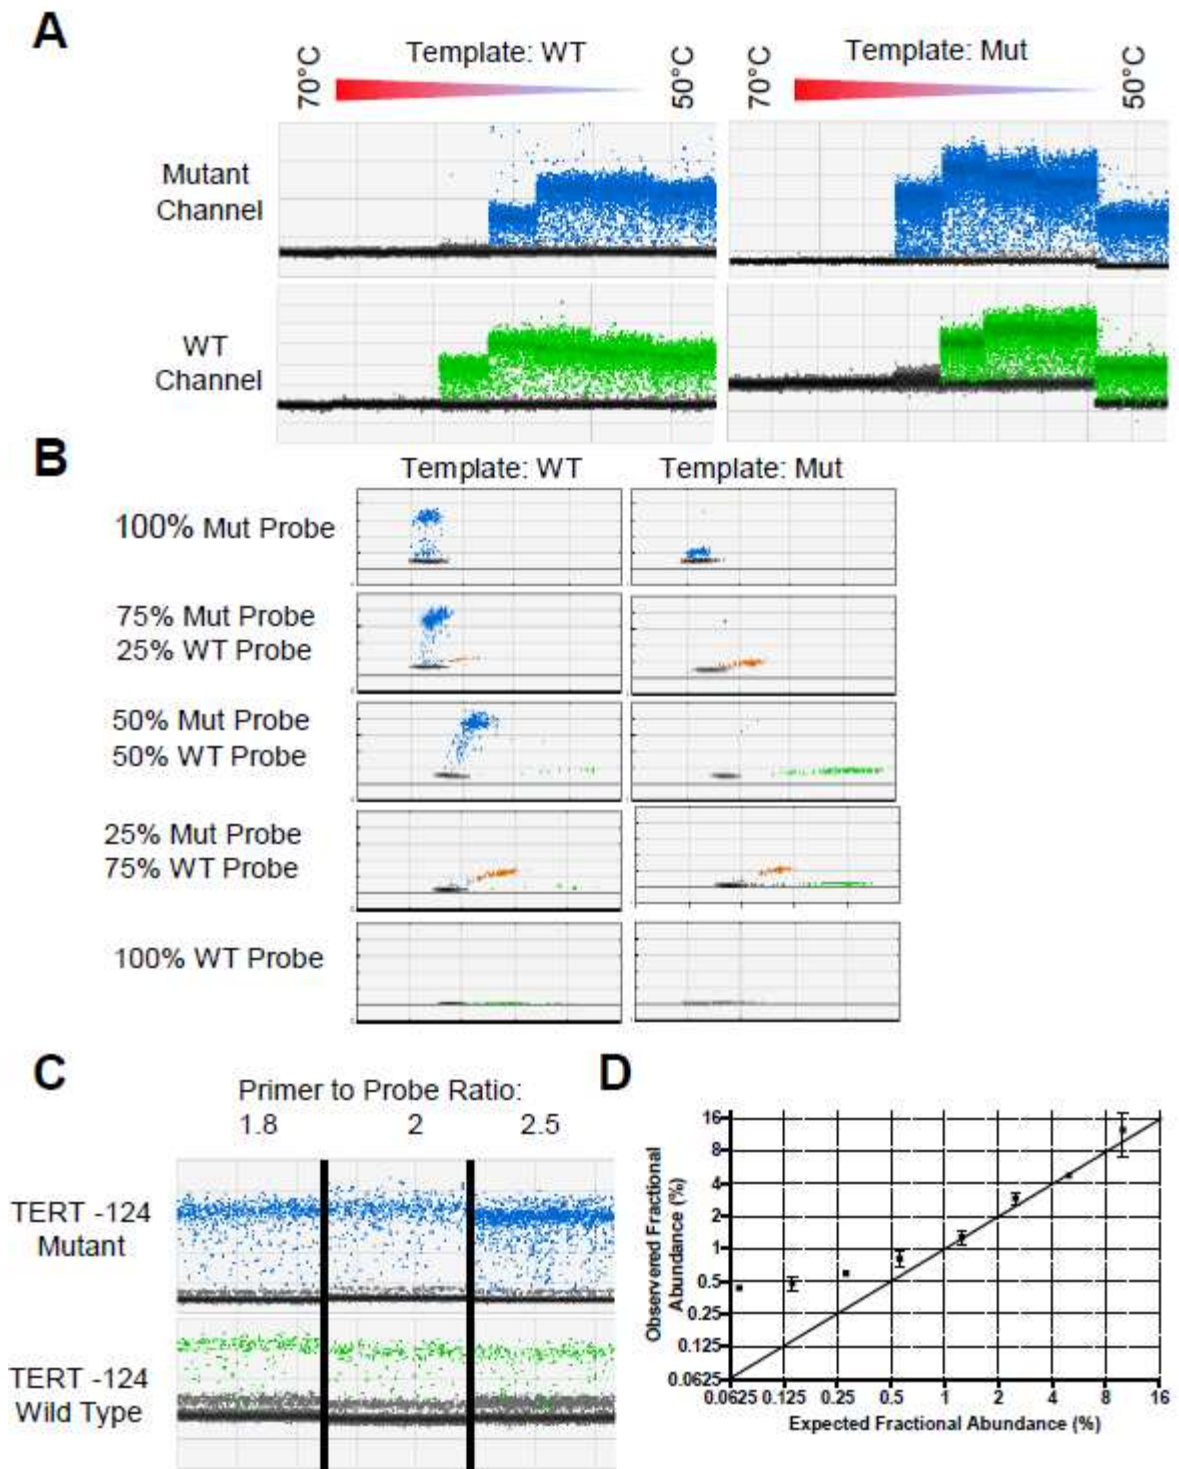 A
Template: WT
Template: Mut
70°C
50°C
70°C
50°C
Mutant
Channel
WT
Channel
B
Template: WT
Template: Mut
100% Mut Probe
75% Mut Probe
25% WT Probe
50% Mut Probe
50% WT Probe
25% Mut Probe
75% WT Probe
100% WT Probe
C
Primer to Probe Ratio:
1.8 2 2.5
TERT -124
Mutant
TERT -124
Wild Type
D
Observered Fractional
Abundance (%)
16
8
4
2
1
0.5
0.25
0.125
0.0625
0.0625 0.125 0.25 0.5 1 2 4 8 16
Expected Fractional Abundance (%)